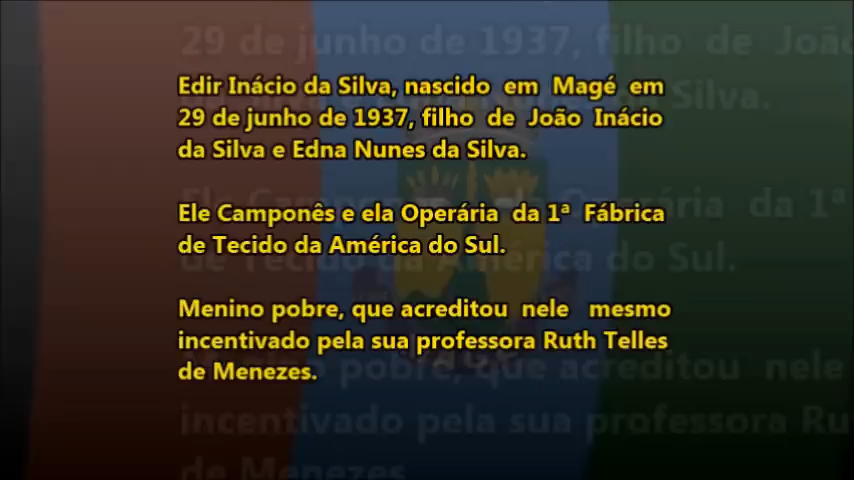 Edir Inácio da Silva, nascido em Magé em
29 de junho de 1937, filho de João Inácio
da Silva e Edna Nunes da Silva.
Ele Camponês e ela Operária da 1ª Fábrica
de Tecido da América do Sul.
Menino pobre, que acreditou nele mesmo
incentivado pela sua professora Ruth Telles
de Menezes.